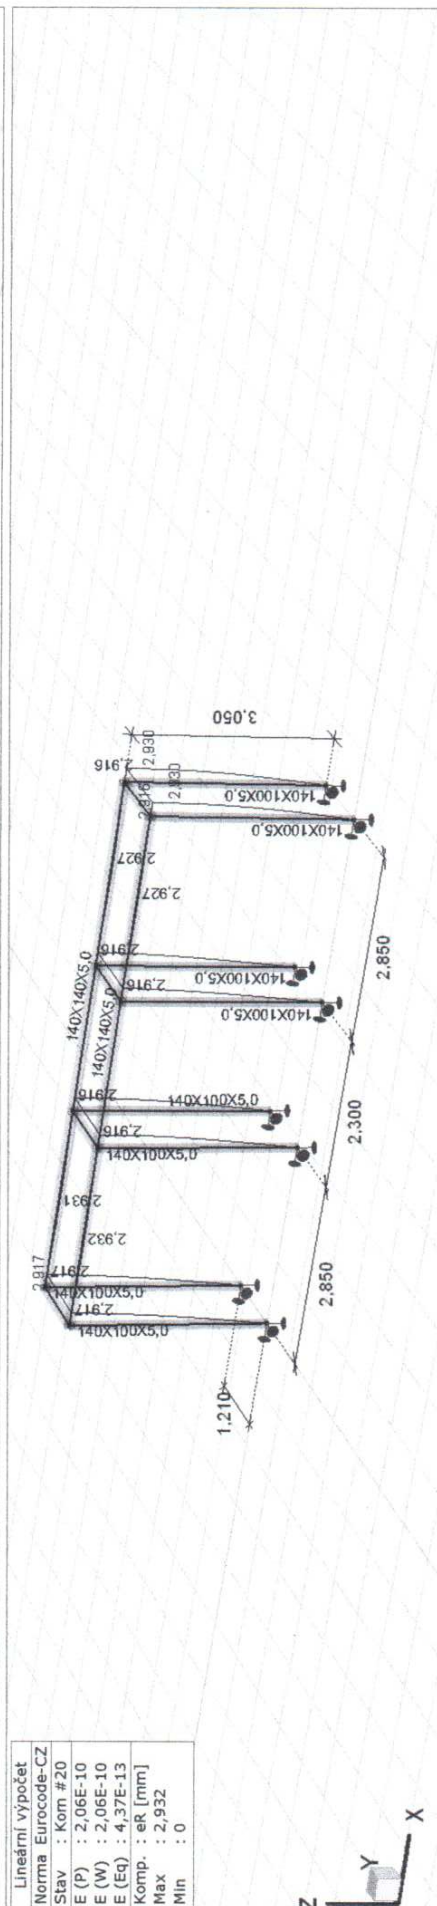 Lineární výpočet
Norma Eurocode-CZ
Stav : Kom #20
E (P) : 2,06E-10
E (W) : 2,06E-10
E (Eq) : 4,37E-13
Komp. : eR [mm]
Max : 2,932
Min : 0
3,050
2,916
2,930
2,930
2,916
140X100X5,0
140X100X5,0
2,927
2,927
140X140X5,0
140X140X5,0
2,916
2,916
140X100X5,0
140X100X5,0
2,850
2,916
2,916
140X100X5,0
140X100X5,0
2,300
2,931
2,932
2,917
2,917
2,917
140X100X5,0
140X100X5,0
2,850
1,210
Z
Y
X